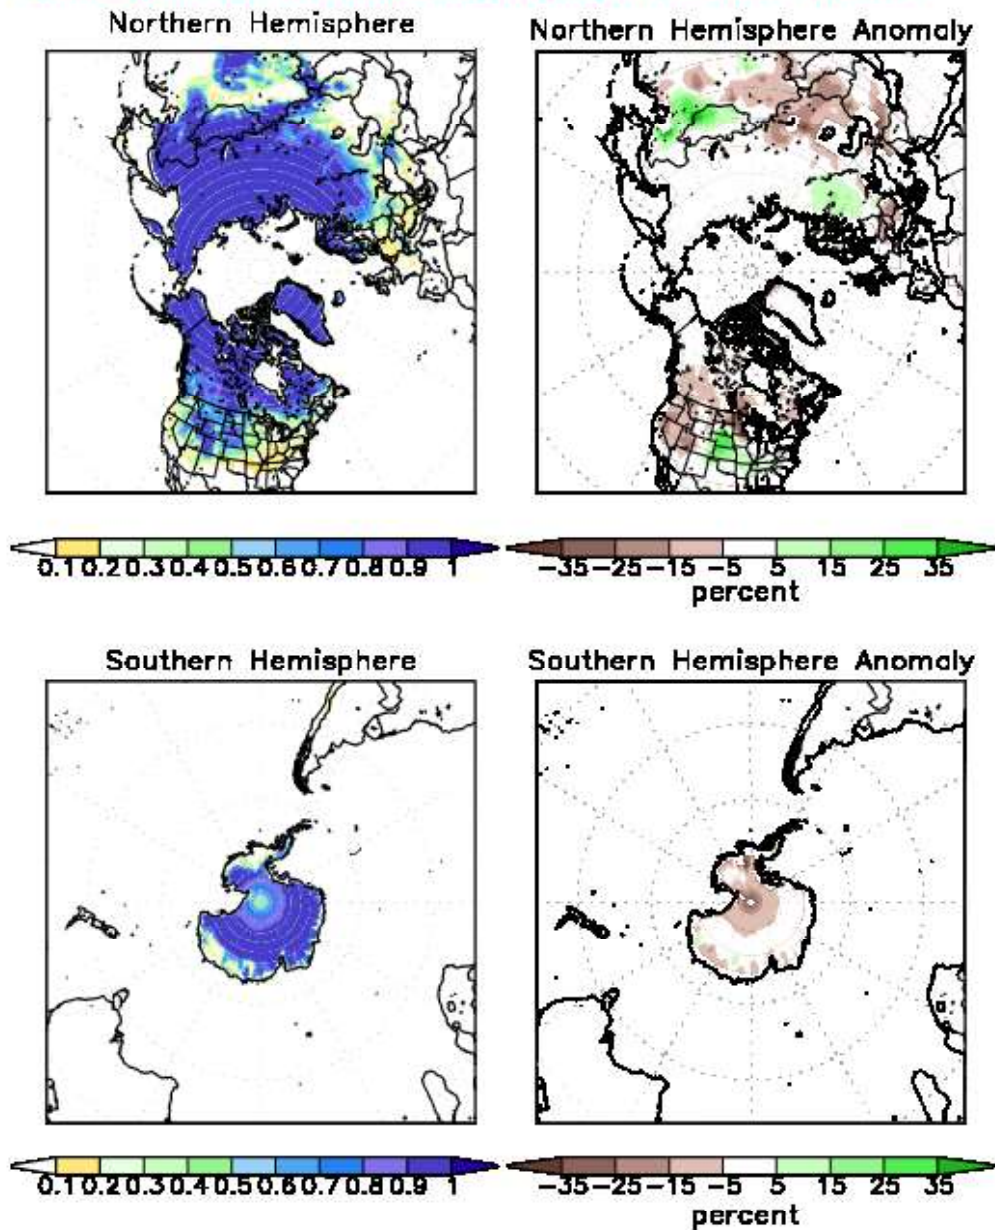 Northern Hemisphere
Northern Hemisphere Anomaly
0.1 0.2 0.3 0.4 0.5 0.6 0.7 0.8 0.9 1
-35 -25 -15 -5 5 15 25 35
percent
Southern Hemisphere
Southern Hemisphere Anomaly
0.1 0.2 0.3 0.4 0.5 0.6 0.7 0.8 0.9 1
-35 -25 -15 -5 5 15 25 35
percent